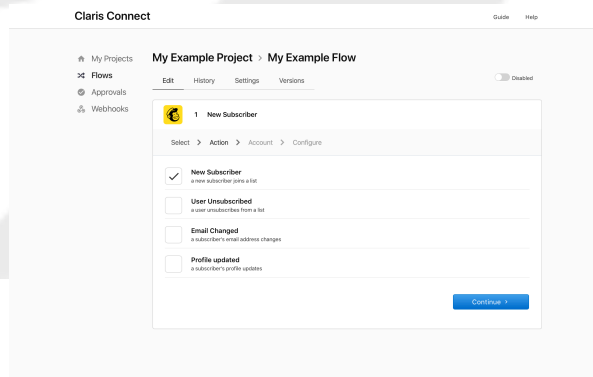 Claris Connect
Guide Help
My Projects
Flows
Approvals
Webhooks
My Example Project > My Example Flow
Edit History Settings Versions
Disabled
1 New Subscriber
Select > Action > Account > Configure
New Subscriber
a new subscriber joins a list
User Unsubscribed
a user unsubscribes from a list
Email Changed
a subscriber's email address changes
Profile updated
a subscriber's profile updates
Continue >